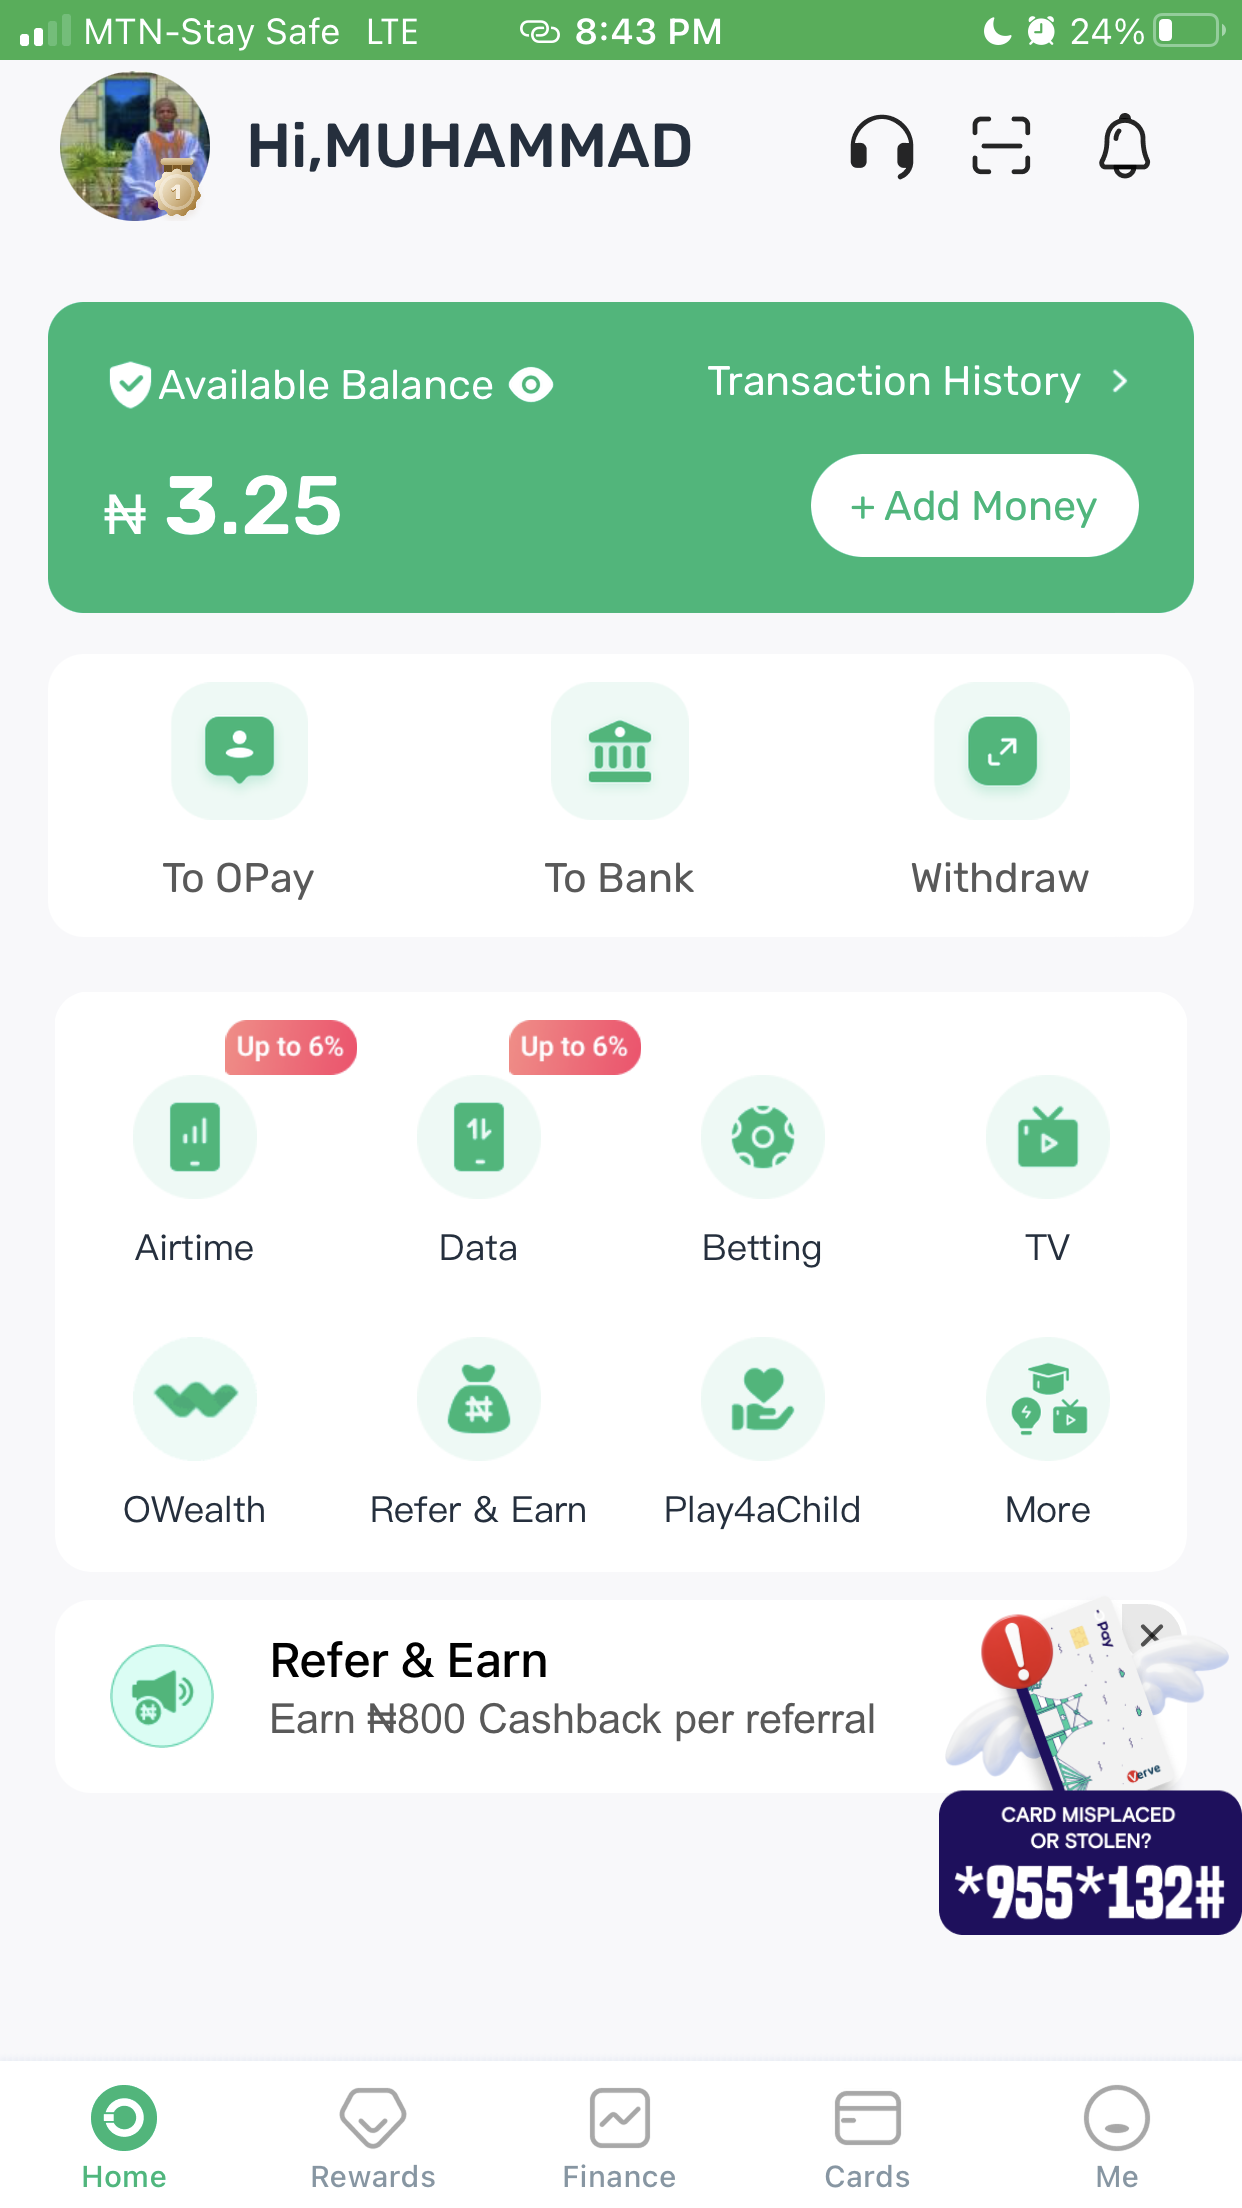 MTN-Stay Safe LTE 8:43 PM 24%
Hi,MUHAMMAD
1
Available Balance
Transaction History >
₦ 3.25
+ Add Money
To OPay To Bank Withdraw
Up to 6% Up to 6%
Airtime Data Betting TV
OWealth Refer & Earn Play4aChild More
Refer & Earn
Earn ₦800 Cashback per referral
Pay
Verve
CARD MISPLACED
OR STOLEN?
*955*132#
Home Rewards Finance Cards Me